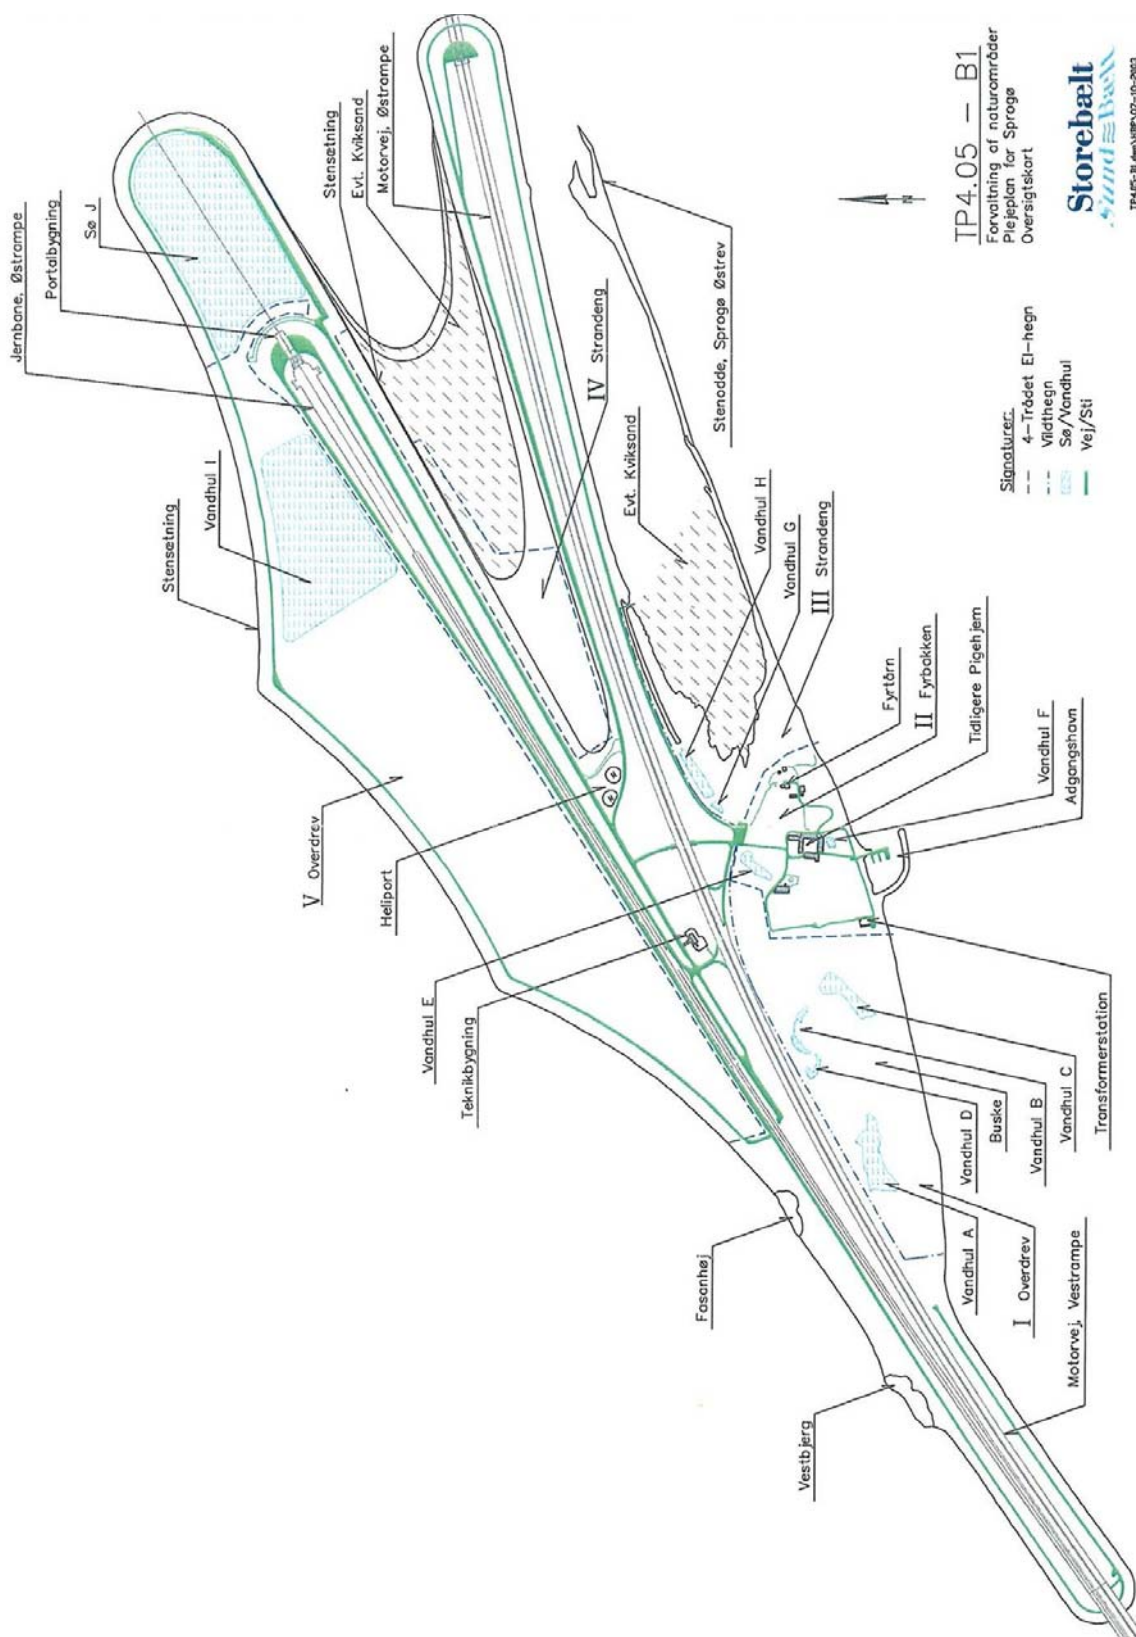 Jernbane, Østrampe
Portalbygning
Sø J
Stensætning
Evt. Kviksand
Motorvej, Østrampe
Stensætning
Vandhul I
IV Strandeng
Stenodde, Sprogø Østrev
Evt. Kviksand
Vandhul H
Vandhul G
III Strandeng
Fyrtårn
II Fyrbakken
Tidligere Pigehjem
Vandhul F
Adgangshavn
V Overdrev
Heliport
Vandhul E
Teknikbygning
Transformerstation
Vandhul C
Vandhul B
Buske
Vandhul D
Fasanhøj
Vandhul A
I Overdrev
Motorvej, Vestrampe
Vestbjerg
N
Signaturer:
4-Trådet El-hegn
Vildthegn
Sø/Vandhul
Vej/Sti
TP4.05 - B1
Forvaltning af naturområder
Plejeplan for Sprogø
Oversigtskort
Storebælt
Sund≡Bælt